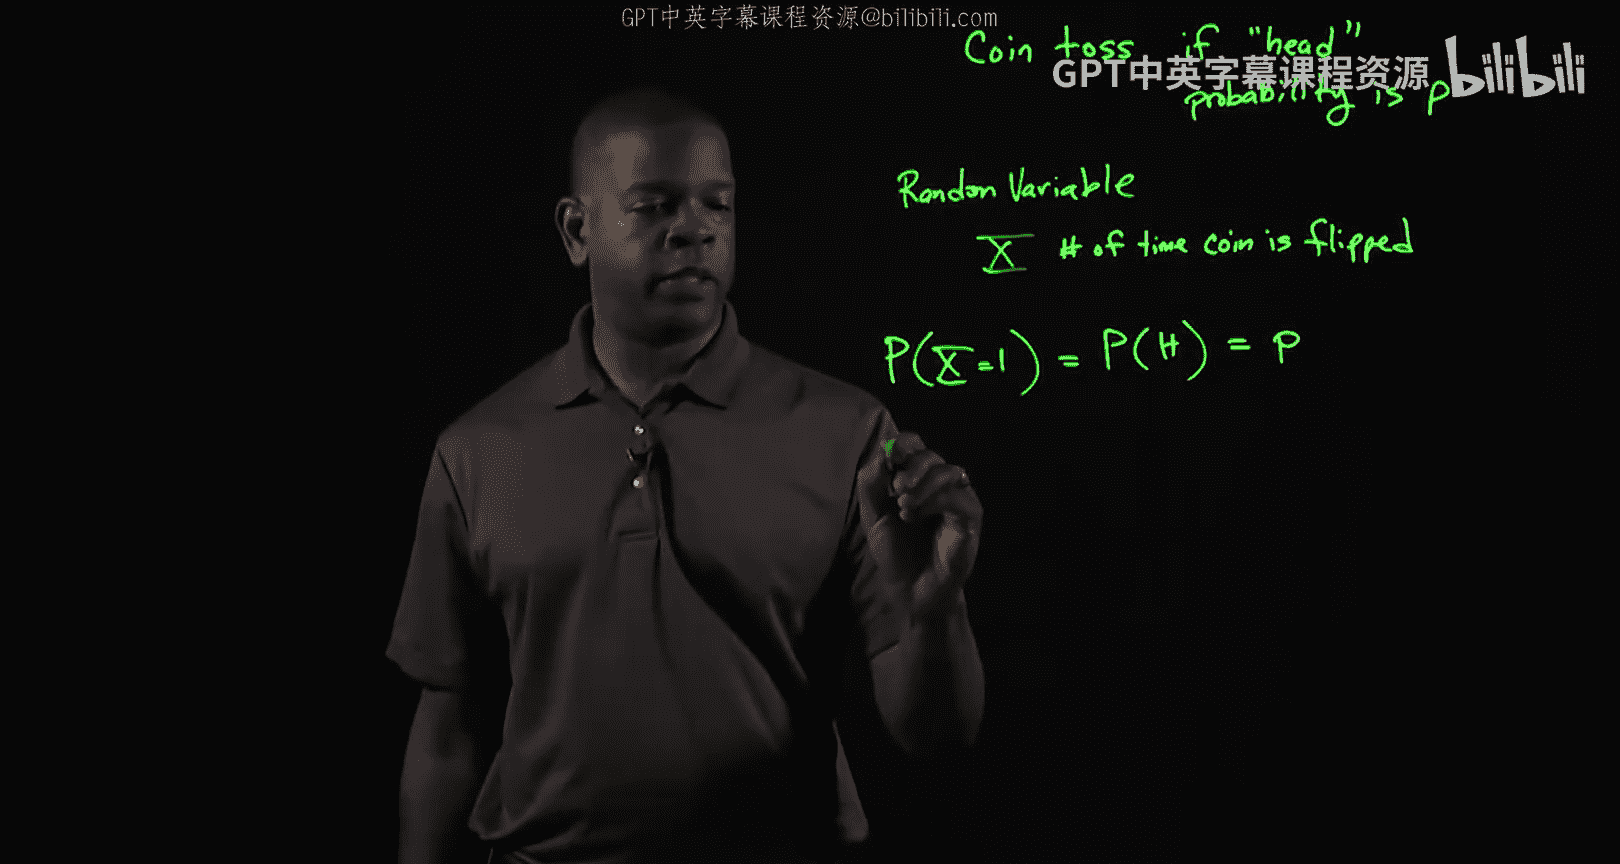 GPT中英字幕课程资源@bilibili.com
Coin toss if "head"
GPT中英字幕课程资源 bilibili
probability is p
Random Variable
X # of time coin is flipped
P(X=1) = P(H) = P